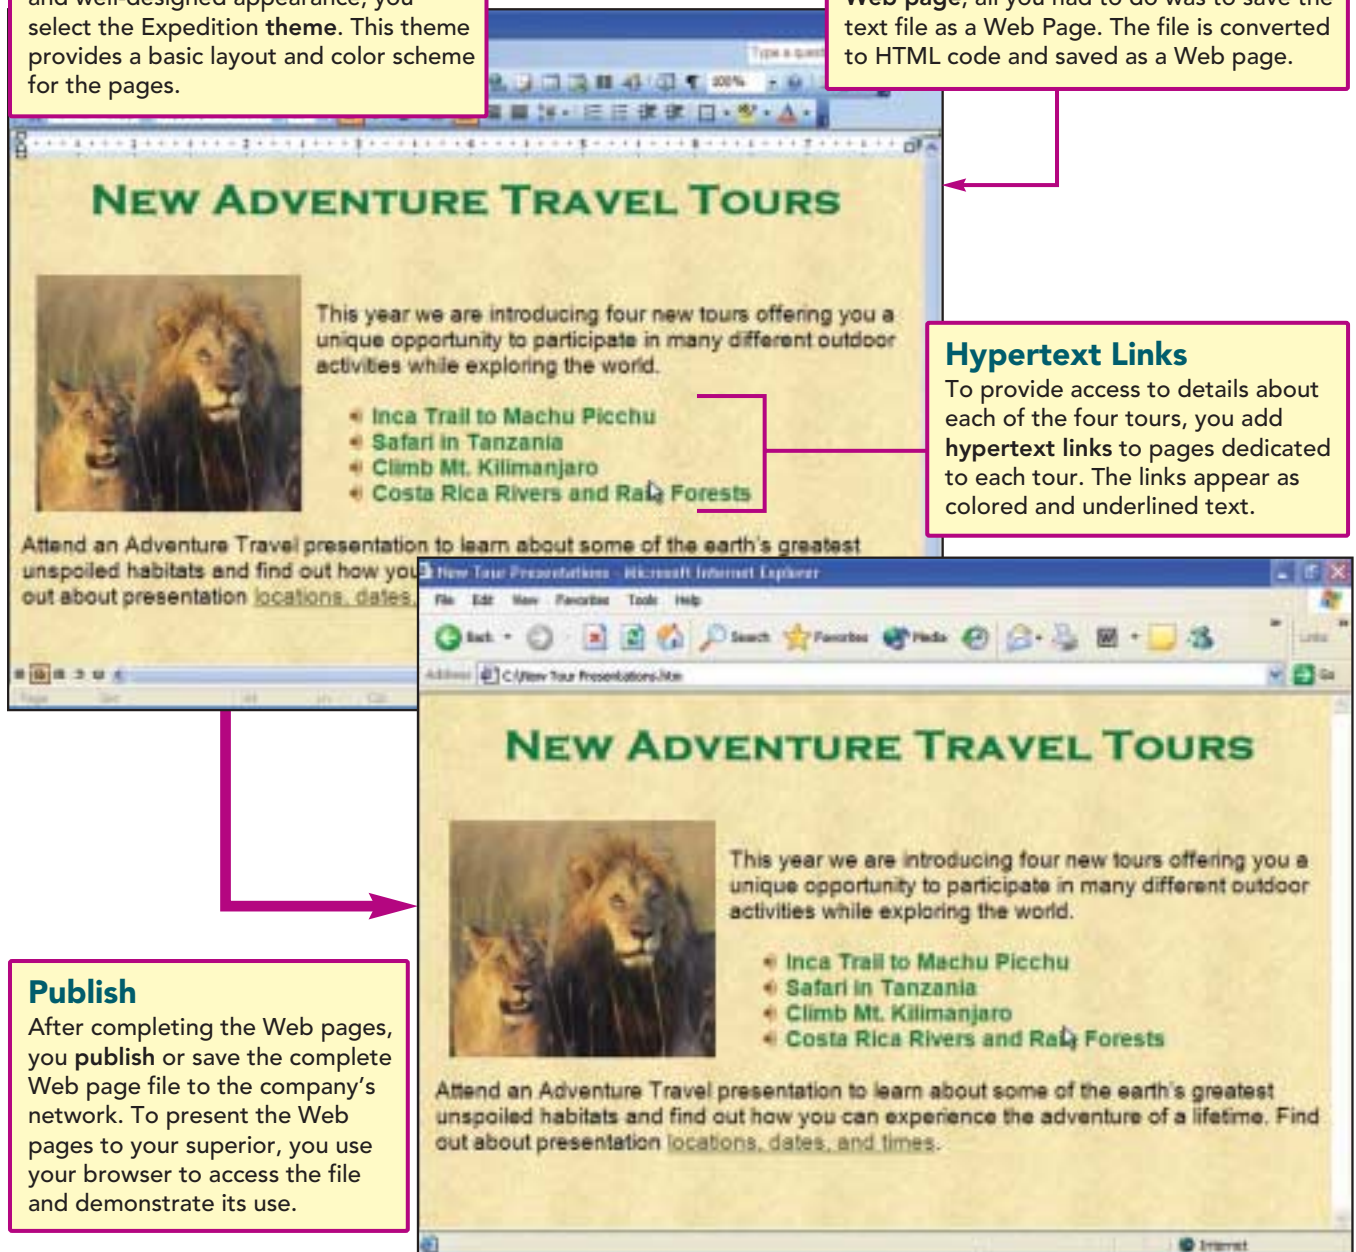 and well-designed appearance, you
select the Expedition theme. This theme
provides a basic layout and color scheme
for the pages.
Web page, all you had to do was to save the
text file as a Web Page. The file is converted
to HTML code and saved as a Web page.
Type a quest
100%
NEW ADVENTURE TRAVEL TOURS
This year we are introducing four new tours offering you a
unique opportunity to participate in many different outdoor
activities while exploring the world.
Inca Trail to Machu Picchu
Safari in Tanzania
Climb Mt. Kilimanjaro
Costa Rica Rivers and Rain Forests
Attend an Adventure Travel presentation to learn about some of the earth's greatest
unspoiled habitats and find out how you
out about presentation locations, dates,
Hypertext Links
To provide access to details about
each of the four tours, you add
hypertext links to pages dedicated
to each tour. The links appear as
colored and underlined text.
New Tour Presentations - Microsoft Internet Explorer
File Edit View Favorites Tools Help
Back Search Favorites Media Links
Address C:\New Tour Presentations.htm Go
NEW ADVENTURE TRAVEL TOURS
This year we are introducing four new tours offering you a
unique opportunity to participate in many different outdoor
activities while exploring the world.
Inca Trail to Machu Picchu
Safari in Tanzania
Climb Mt. Kilimanjaro
Costa Rica Rivers and Rain Forests
Attend an Adventure Travel presentation to learn about some of the earth's greatest
unspoiled habitats and find out how you can experience the adventure of a lifetime. Find
out about presentation locations, dates, and times.
Internet
Publish
After completing the Web pages,
you publish or save the complete
Web page file to the company's
network. To present the Web
pages to your superior, you use
your browser to access the file
and demonstrate its use.